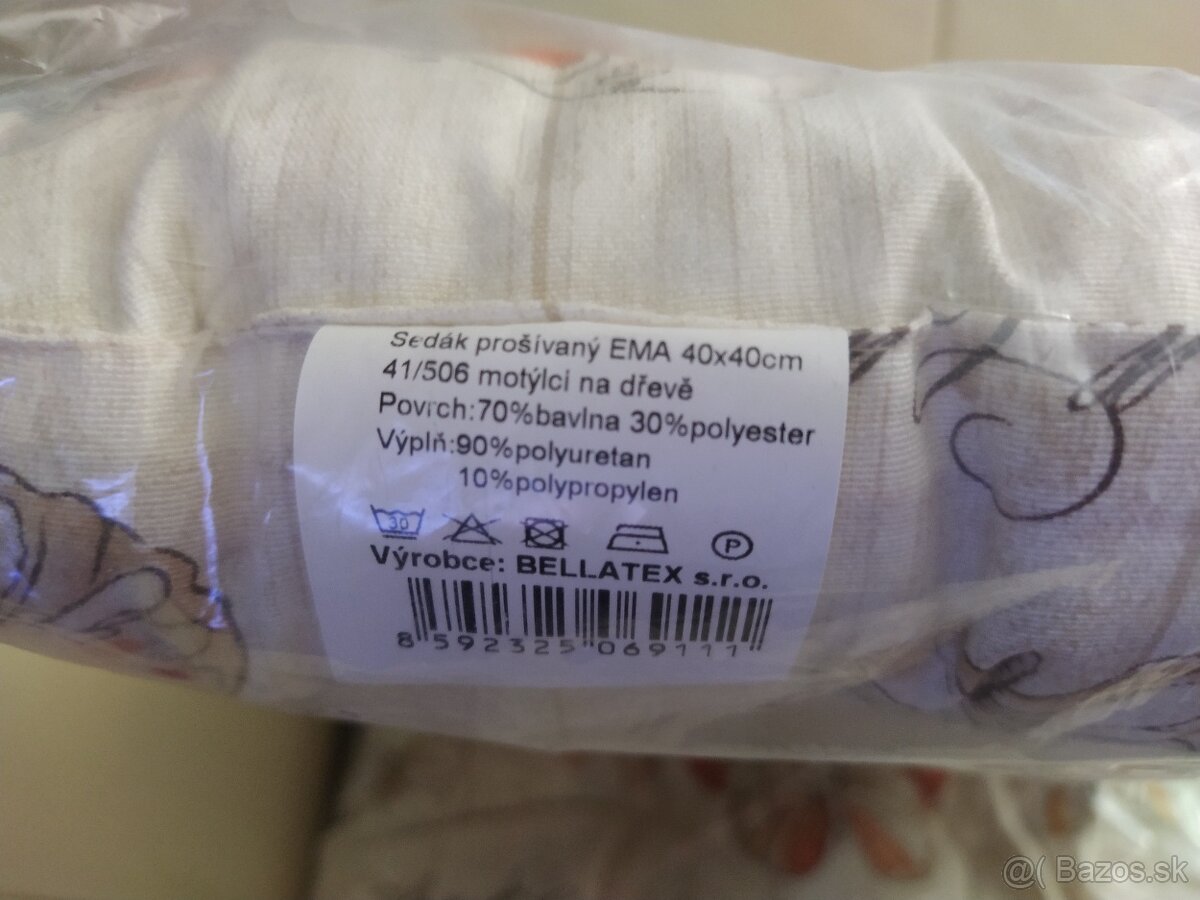 Sedák prošívaný EMA 40x40cm
41/506 motýlci na dřevě
Povrch:70%bavlna 30%polyester
Výplň:90%polyuretan
10%polypropylen
30 P
Výrobce: BELLATEX s.r.o.
8 592325 069111
@( Bazos.sk